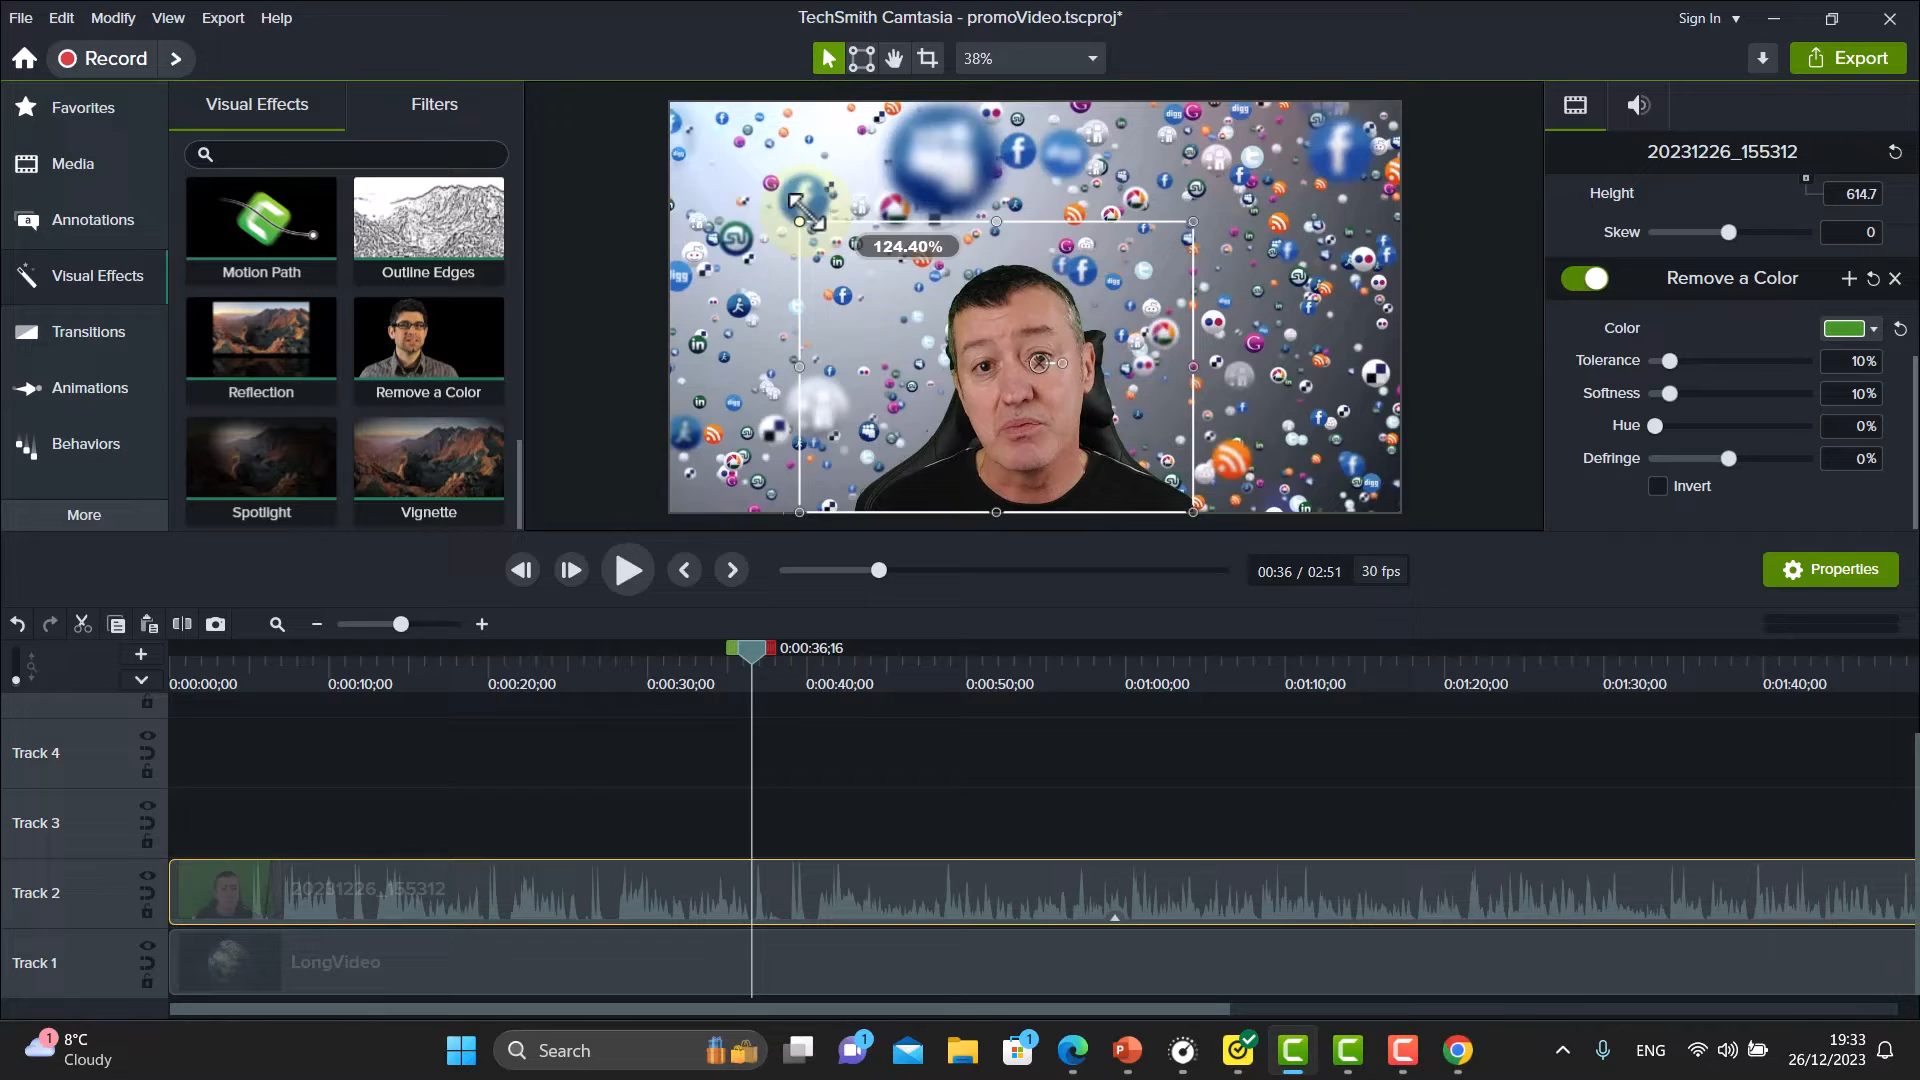 File Edit Modify View Export Help
TechSmith Camtasia - promoVideo.tscproj*
Sign In
Record
38%
Export
Favorites
Media
Annotations
Visual Effects
Transitions
Animations
Behaviors
More
Visual Effects Filters
Motion Path
Outline Edges
Reflection
Remove a Color
Spotlight
Vignette
124.40%
20231226_155312
Height 614.7
Skew 0
Remove a Color
Color
Tolerance 10%
Softness 10%
Hue 0%
Defringe 0%
Invert
00:36 / 02:51 30 fps
Properties
0:00:36;16
0:00:00;00 0:00:10;00 0:00:20;00 0:00:30;00 0:00:40;00 0:00:50;00 0:01:00;00 0:01:10;00 0:01:20;00 0:01:30;00 0:01:40;00
Track 4
Track 3
Track 2
20231226_155312
Track 1
LongVideo
1
8°C
Cloudy
Search
1
1
ENG
19:33
26/12/2023